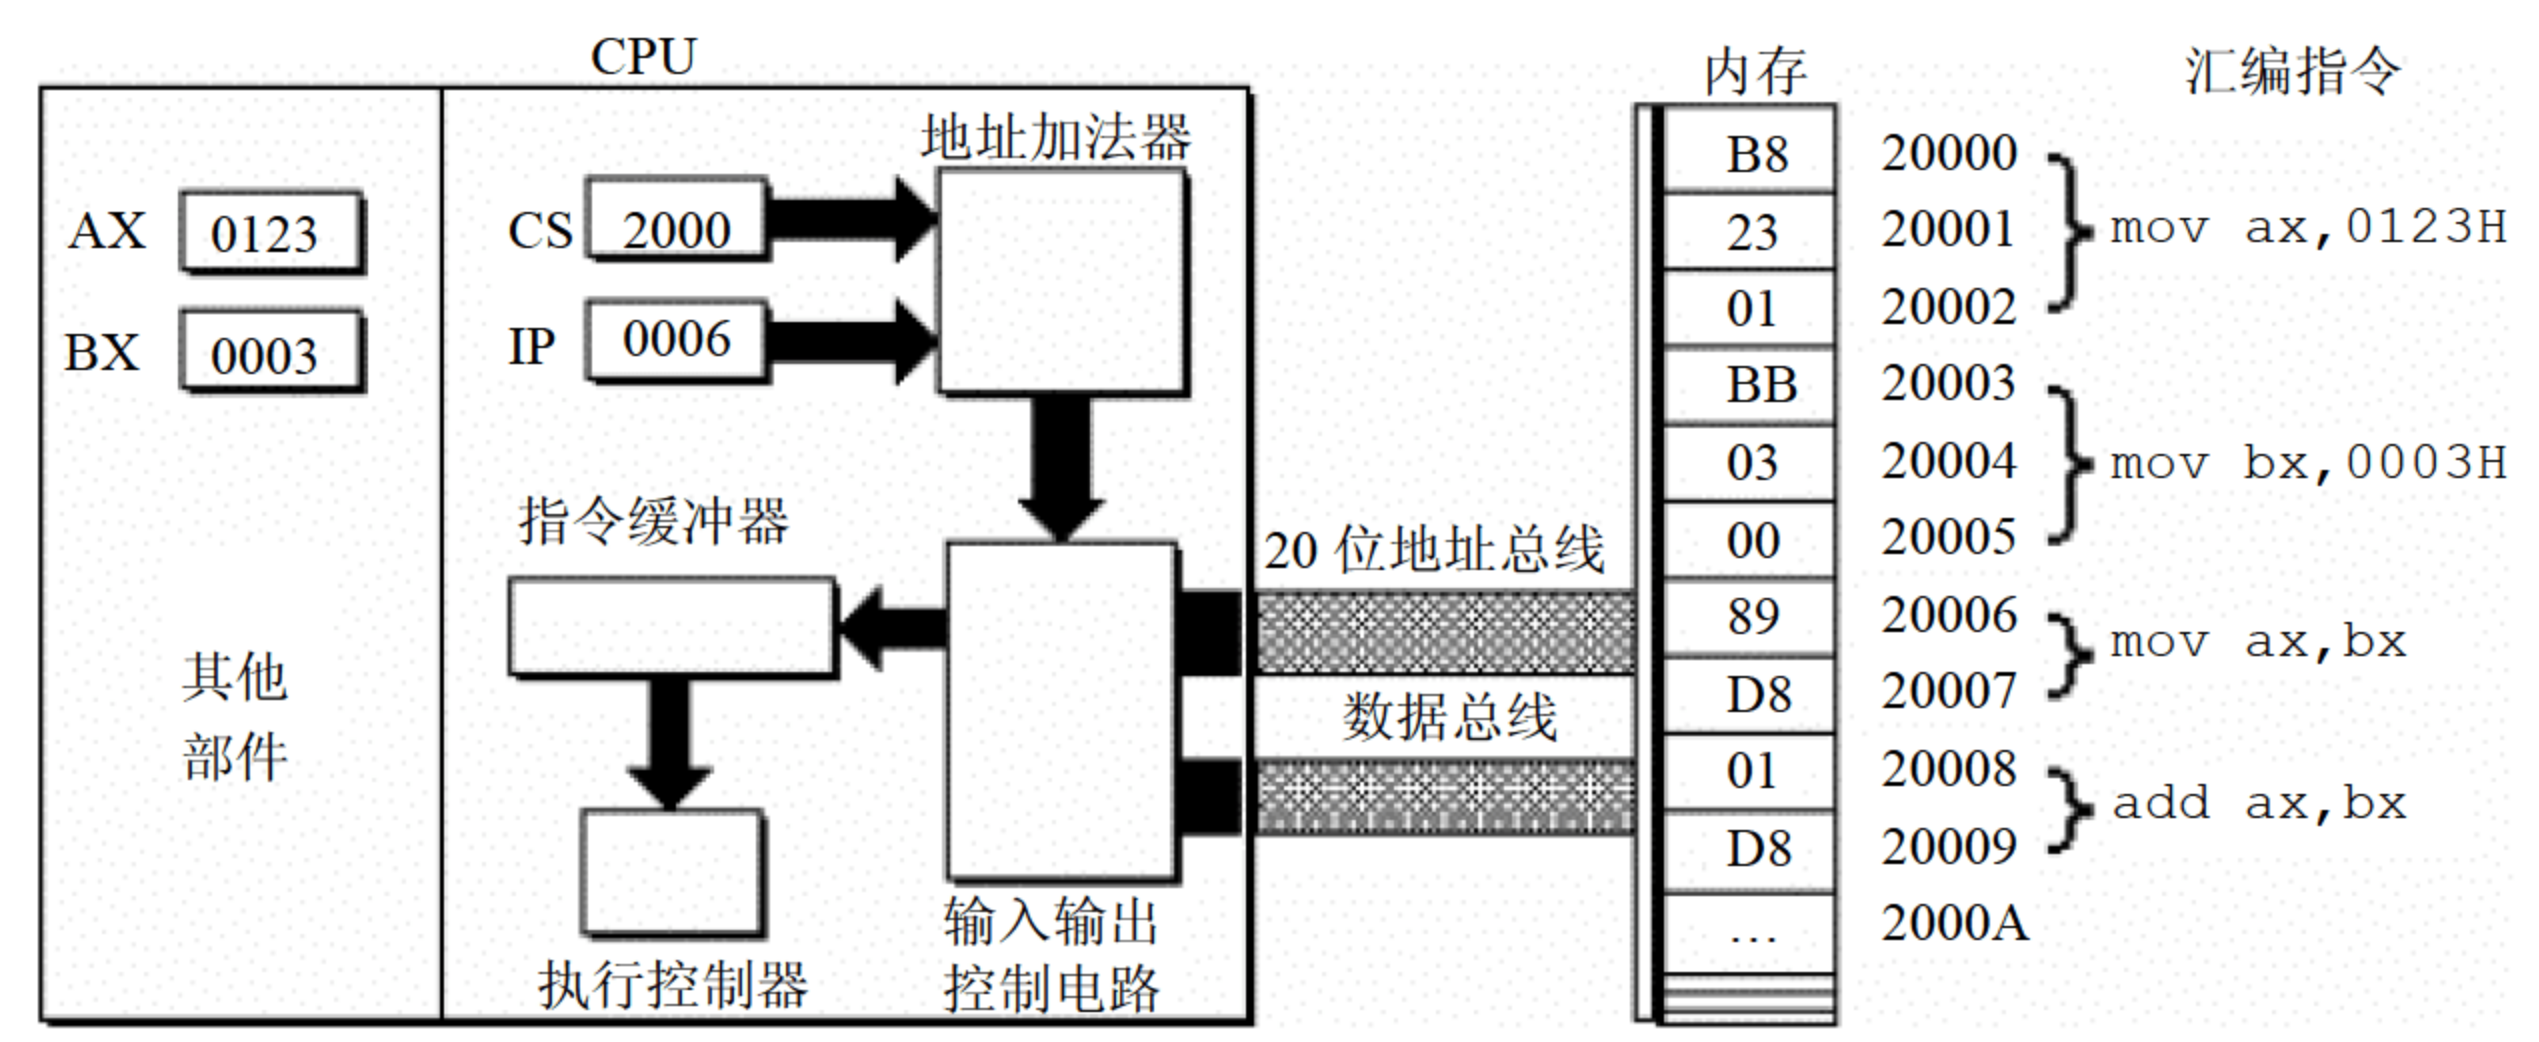 CPU
AX
0123
BX
0003
其他
部件
地址加法器
CS
2000
IP
0006
指令缓冲器
执行控制器
输入输出
控制电路
20 位地址总线
数据总线
内存
汇编指令
B8 20000
23 20001 mov ax,0123H
01 20002
BB 20003
03 20004 mov bx,0003H
00 20005
89 20006 mov ax,bx
D8 20007
01 20008 add ax,bx
D8 20009
… 2000A